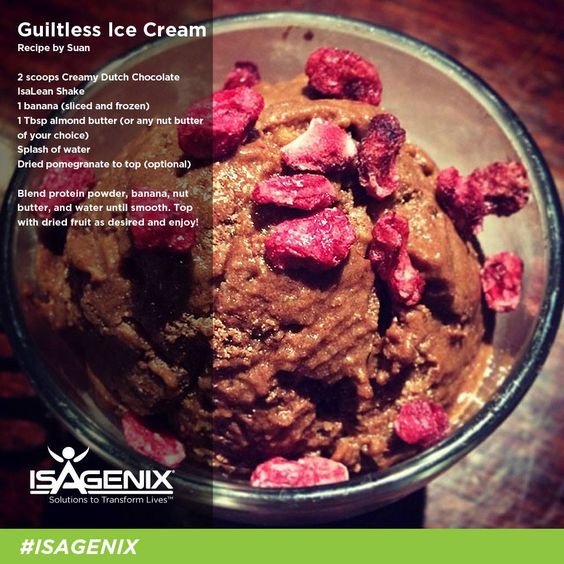 Guiltless Ice Cream
Recipe by Suan
2 scoops Creamy Dutch Chocolate
IsaLean Shake
1 banana (sliced and frozen)
1 Tbsp almond butter (or any nut butter
of your choice)
Splash of water
Dried pomegranate to top (optional)
Blend protein powder, banana, nut
butter, and water until smooth. Top
with dried fruit as desired and enjoy!
ISAGENIX®
Solutions to Transform Lives™
#ISAGENIX